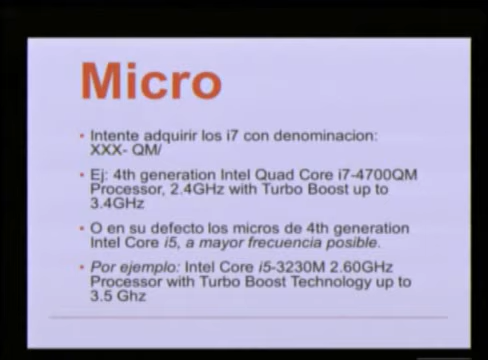 Micro
• Intente adquirir los i7 con denominacion:
XXX- QM/
• Ej: 4th generation Intel Quad Core i7-4700QM
Processor, 2.4GHz with Turbo Boost up to
3.4GHz
• O en su defecto los micros de 4th generation
Intel Core i5, a mayor frecuencia posible.
• Por ejemplo: Intel Core i5-3230M 2.60GHz
Processor with Turbo Boost Technology up to
3.5 Ghz